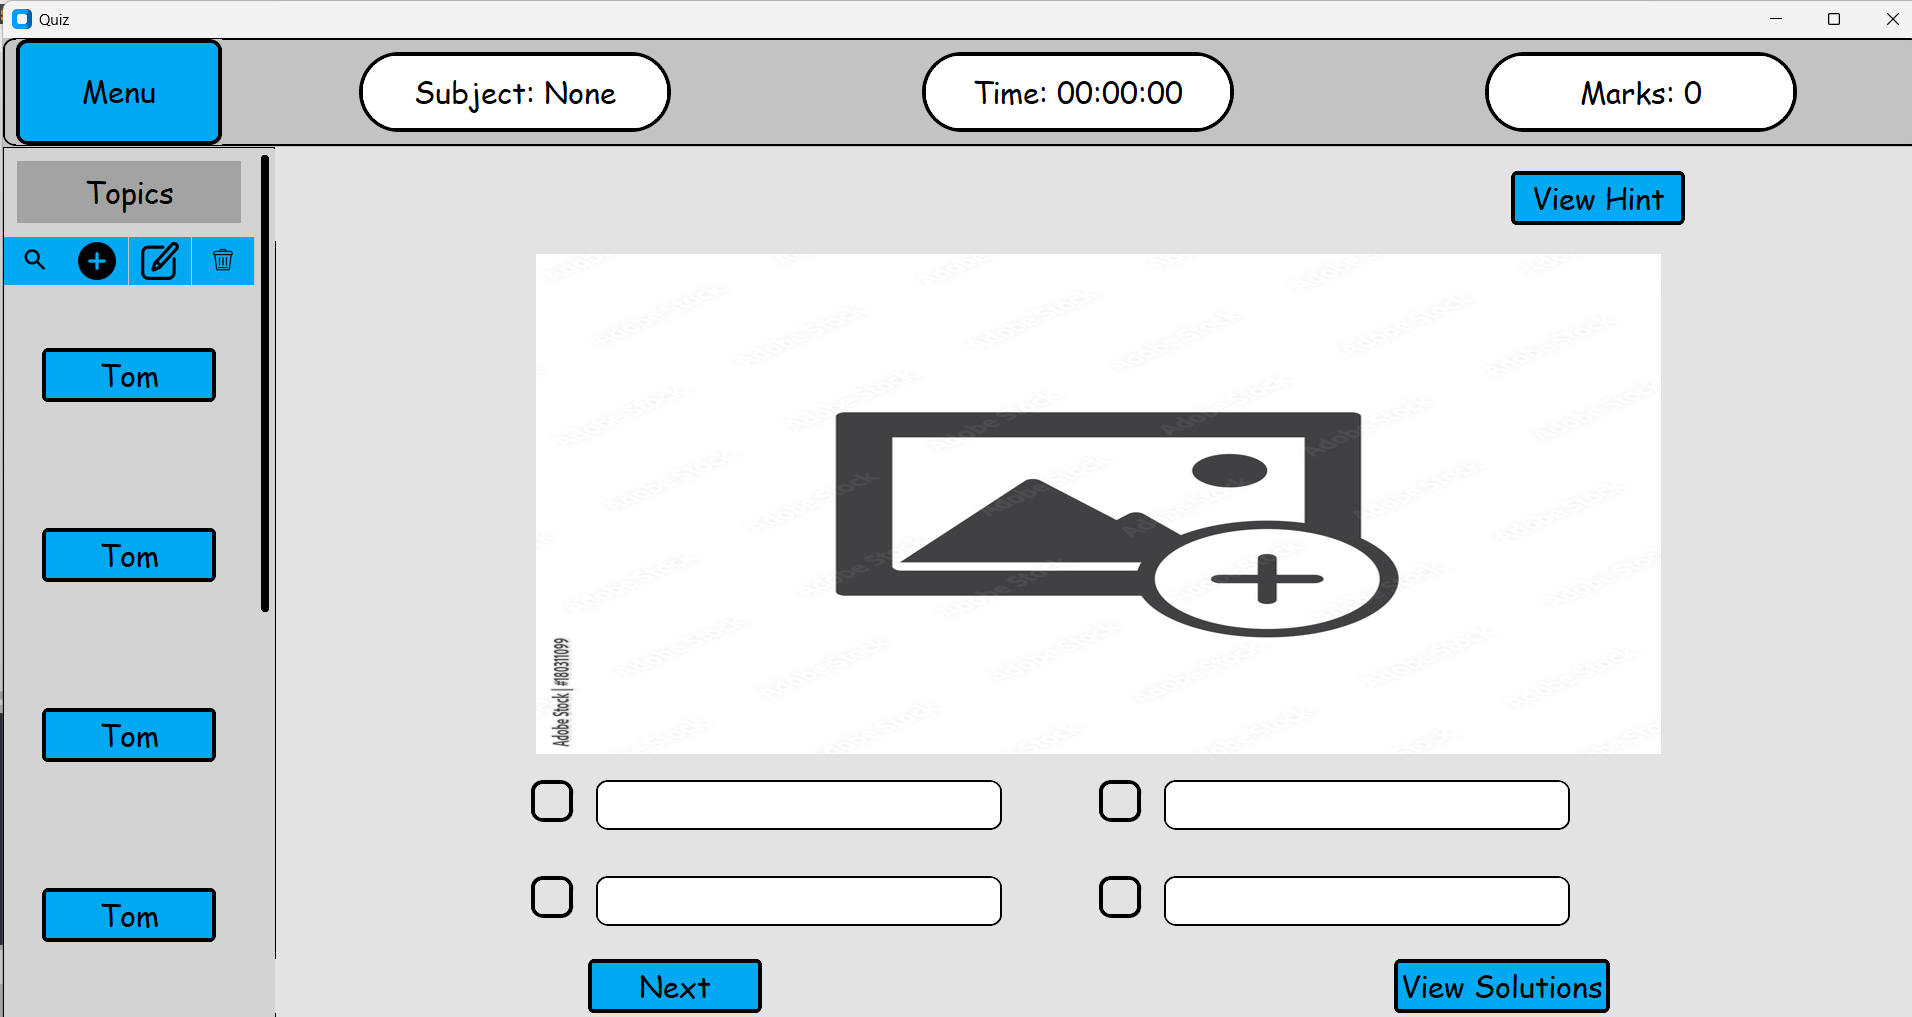 Quiz
Menu
Subject: None
Time: 00:00:00
Marks: 0
Topics
View Hint
Tom
Tom
Tom
Tom
Adobe Stock | #180311099
Next
View Solutions